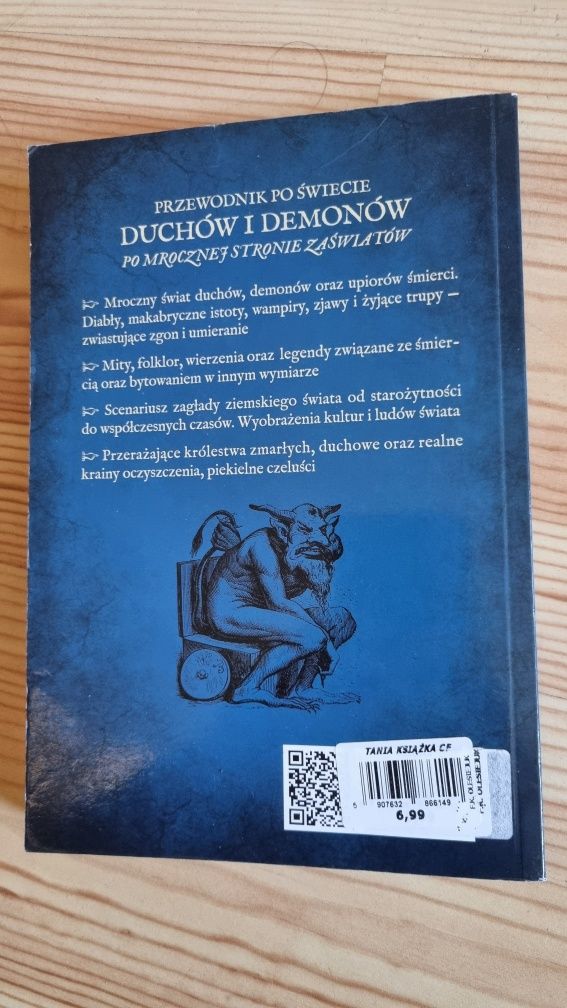 PRZEWODNIK PO ŚWIECIE
DUCHÓW I DEMONÓW
PO MROCZNEJ STRONIE ZAŚWIATÓW
Mroczny świat duchów, demonów oraz upiorów śmierci.
Diabły, makabryczne istoty, wampiry, zjawy i żyjące trupy –
zwiastujące zgon i umieranie
Mity, folklor, wierzenia oraz legendy związane ze śmier-
cią oraz bytowaniem w innym wymiarze
Scenariusz zagłady ziemskiego świata od starożytności
do współczesnych czasów. Wyobrażenia kultur i ludów świata
Przerażające królestwa zmarłych, duchowe oraz realne
krainy oczyszczenia, piekielne czeluści
TANIA KSIĄŻKA CF
5 907632 866149
6,99
F.K. OLESIEJUK
F.K. OLESIEJUK